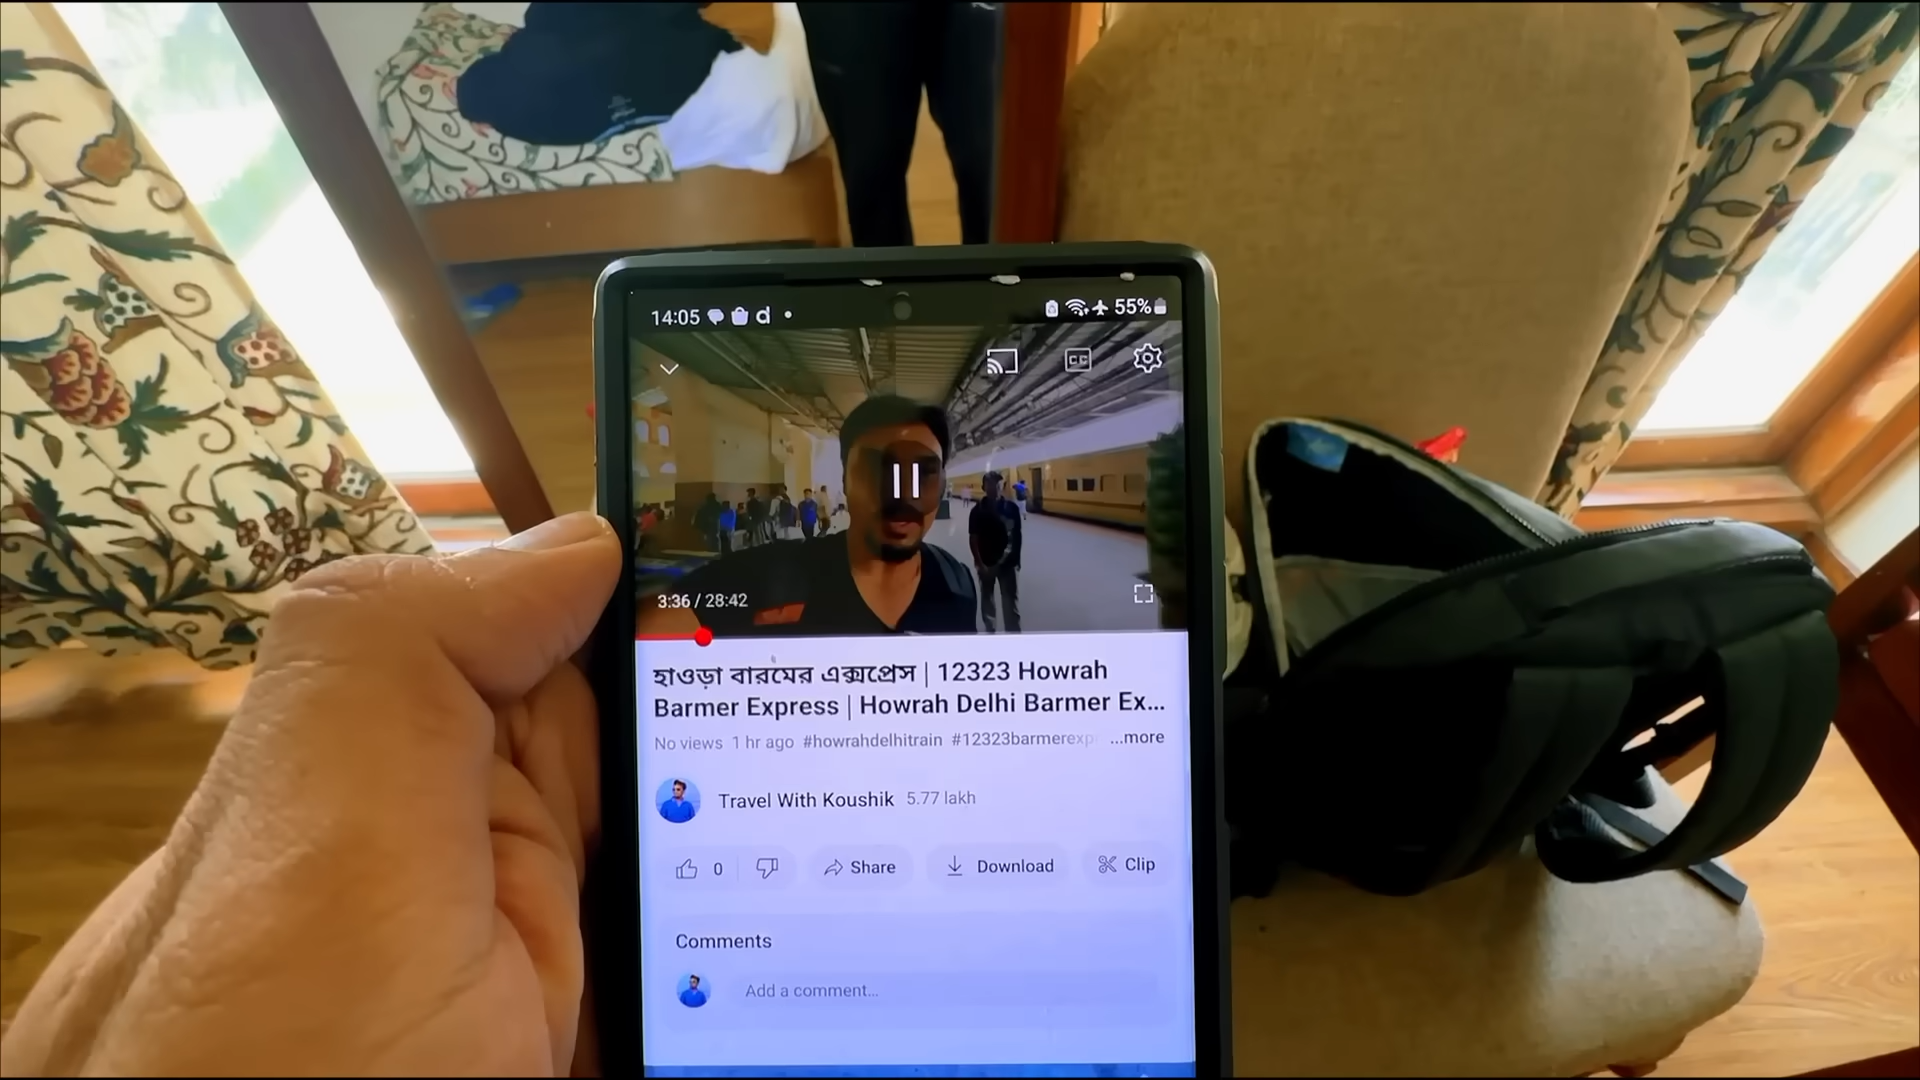 14:05 d 55%
CC
3:36 / 28:42
হাওড়া বারমের এক্সপ্রেস | 12323 Howrah
Barmer Express | Howrah Delhi Barmer Ex...
No views 1 hr ago #howrahdelhitrain #12323barmerexp ...more
Travel With Koushik 5.77 lakh
0 Share Download Clip
Comments
Add a comment...